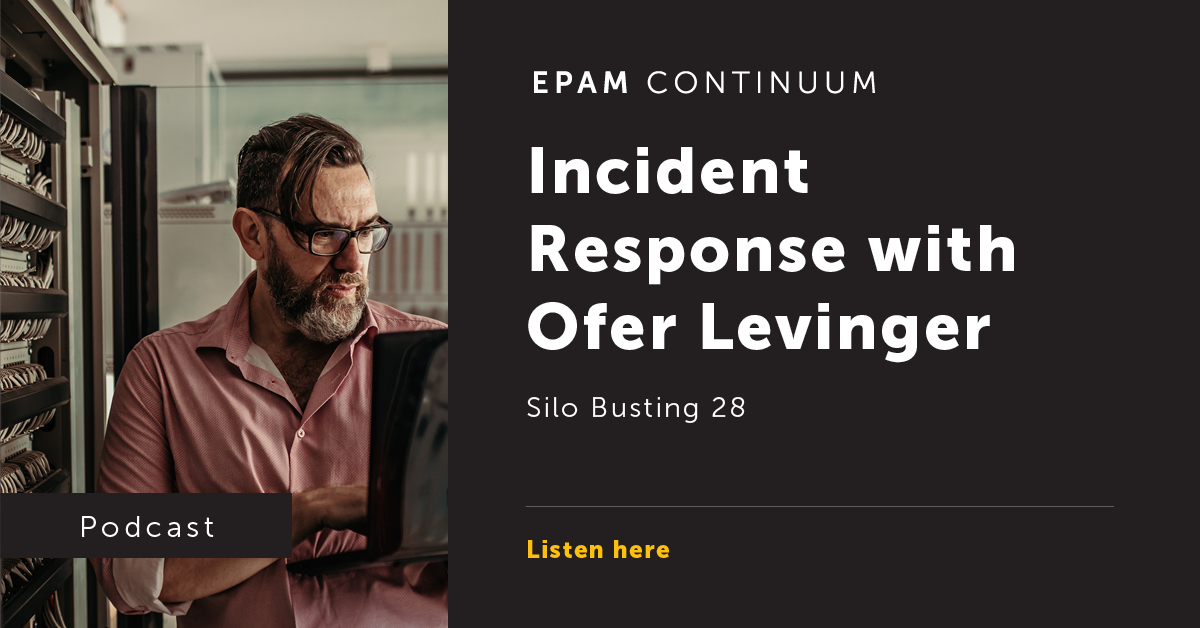 EPAM CONTINUUM
Incident
Response with
Ofer Levinger
Silo Busting 28
Podcast
Listen here